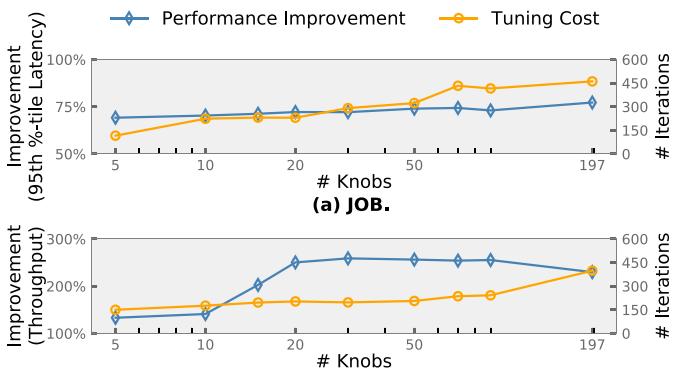 Performance Improvement
Tuning Cost
Improvement
(95th %-tile Latency)
100%
75%
50%
600
450
300
150
0
# Iterations
5
10
20
50
197
# Knobs
(a) JOB.
Improvement
(Throughput)
300%
200%
100%
600
450
300
150
0
# Iterations
5
10
20
50
197
# Knobs